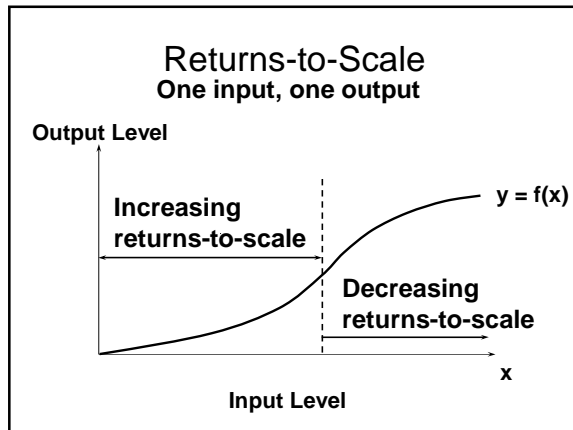 Returns-to-Scale
One input, one output
Output Level
y = f(x)
Increasing
returns-to-scale
Decreasing
returns-to-scale
x
Input Level